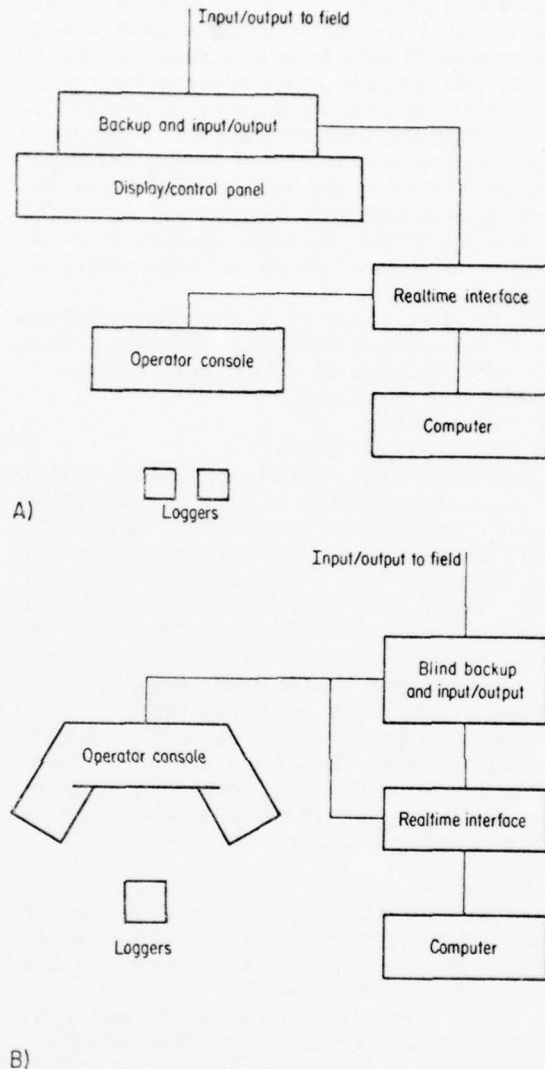 Input/output to field
Backup and input/output
Display/control panel
Realtime interface
Operator console
Computer
A)
Loggers
Input/output to field
Blind backup
and input/output
Operator console
Realtime interface
Loggers
Computer
B)